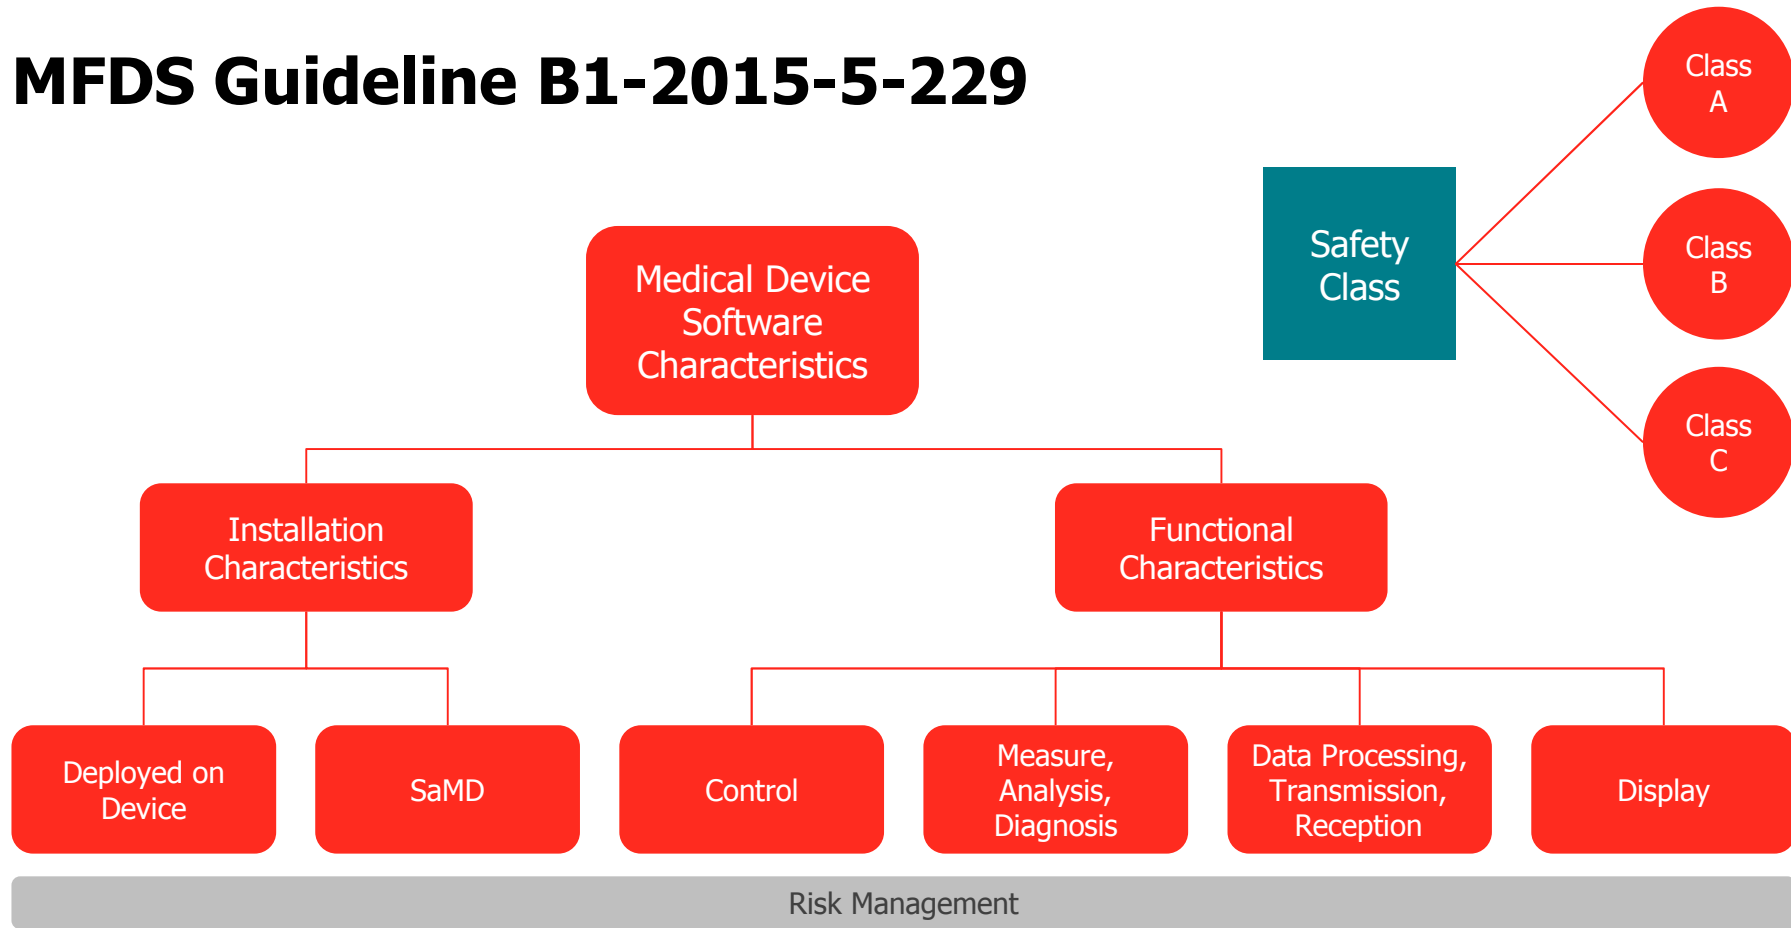 MFDS Guideline B1-2015-5-229
Class
A
Safety
Class
Class
B
Class
C
Medical Device
Software
Characteristics
Installation
Characteristics
Functional
Characteristics
Deployed on
Device
SaMD
Control
Measure,
Analysis,
Diagnosis
Data Processing,
Transmission,
Reception
Display
Risk Management